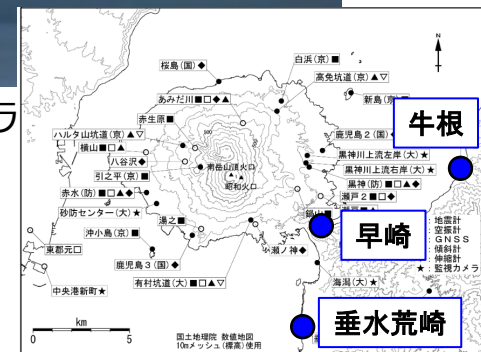 ラ
桜島(国)◆
白浜(京)■
高免坑道(京)▲▽
新島(京)■
あみだ川■□◆▲
赤生原■
ハルタ山坑道(京)▲▽
横山■□▲
八谷沢◆
引之平(京)■
赤水(防)■□▲◆
砂防センター(大)★
湯之■
沖小島(京)■
東郡元□
鹿児島3(国)◆
中央港新町★
有村坑道(大)■□▲▽
南岳山頂火口
昭和火口
鹿児島2(国)◆
黒神川上流左岸(大)★
黒神川上流左岸(大)★
黒神(防)■□▲◆
瀬戸2■□◆
鍋山■
瀬ノ神◆
海潟(大)★
牛根
早崎
垂水荒崎
地震計
空振計
GNSS
傾斜計
伸縮計
★:監視カメラ
km
0 5
国土地理院 数値地図
10mメッシュ(標高)使用